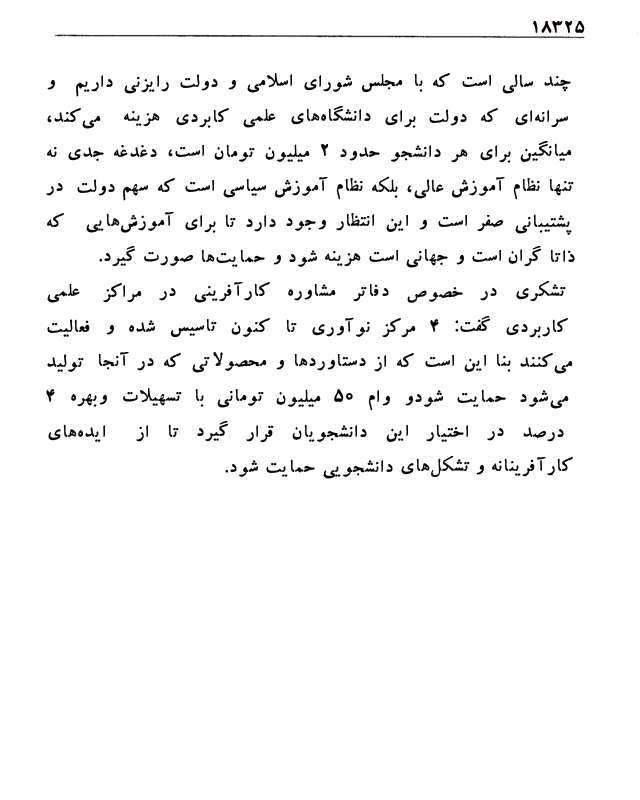 ۱۸۳۲۵
چند سالی است که با مجلس شورای اسلامی و دولت رایزنی داریم و
سرانه‌ای که دولت برای دانشگاه‌های علمی کابردی هزینه می‌کند،
میانگین برای هر دانشجو حدود ۲ میلیون تومان است، دغدغه جدی نه
تنها نظام آموزش عالی، بلکه نظام آموزش سیاسی است که سهم دولت در
پشتیبانی صفر است و این انتظار وجود دارد تا برای آموزش‌هایی که
ذاتا گران است و جهانی است هزینه شود و حمایت‌ها صورت گیرد.
تشکری در خصوص دفاتر مشاوره کارآفرینی در مراکز علمی
کاربردی گفت: ۴ مرکز نوآوری تا کنون تاسیس شده و فعالیت
می‌کنند بنا این است که از دستاوردها و محصولاتی که در آنجا تولید
می‌شود حمایت شودو وام ۵۰ میلیون تومانی با تسهیلات وبهره ۴
درصد در اختیار این دانشجویان قرار گیرد تا از ایده‌های
کارآفرینانه و تشکل‌های دانشجویی حمایت شود.